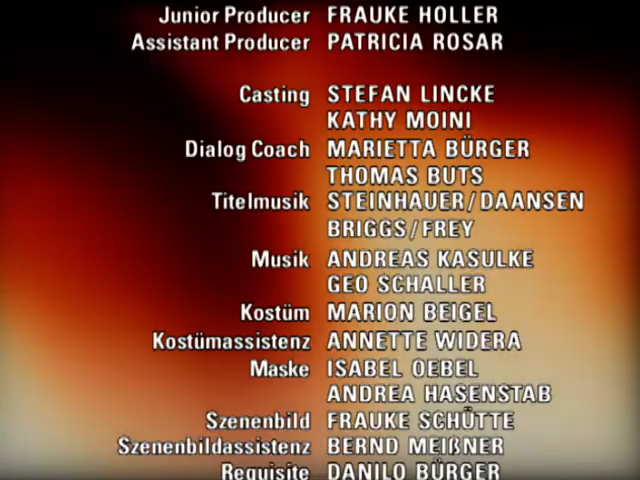 Junior Producer FRAUKE HOLLER
Assistant Producer PATRICIA ROSAR
Casting STEFAN LINCKE
KATHY MOINI
Dialog Coach MARIETTA BÜRGER
THOMAS BUTS
Titelmusik STEINHAUER/DAANSEN
BRIGGS/FREY
Musik ANDREAS KASULKE
GEO SCHALLER
Kostüm MARION BEIGEL
Kostümassistenz ANNETTE WIDERA
Maske ISABEL OEBEL
ANDREA HASENSTAB
Szenenbild FRAUKE SCHÜTTE
Szenenbildassistenz BERND MEIßNER
Requisite DANILO BÜRGER